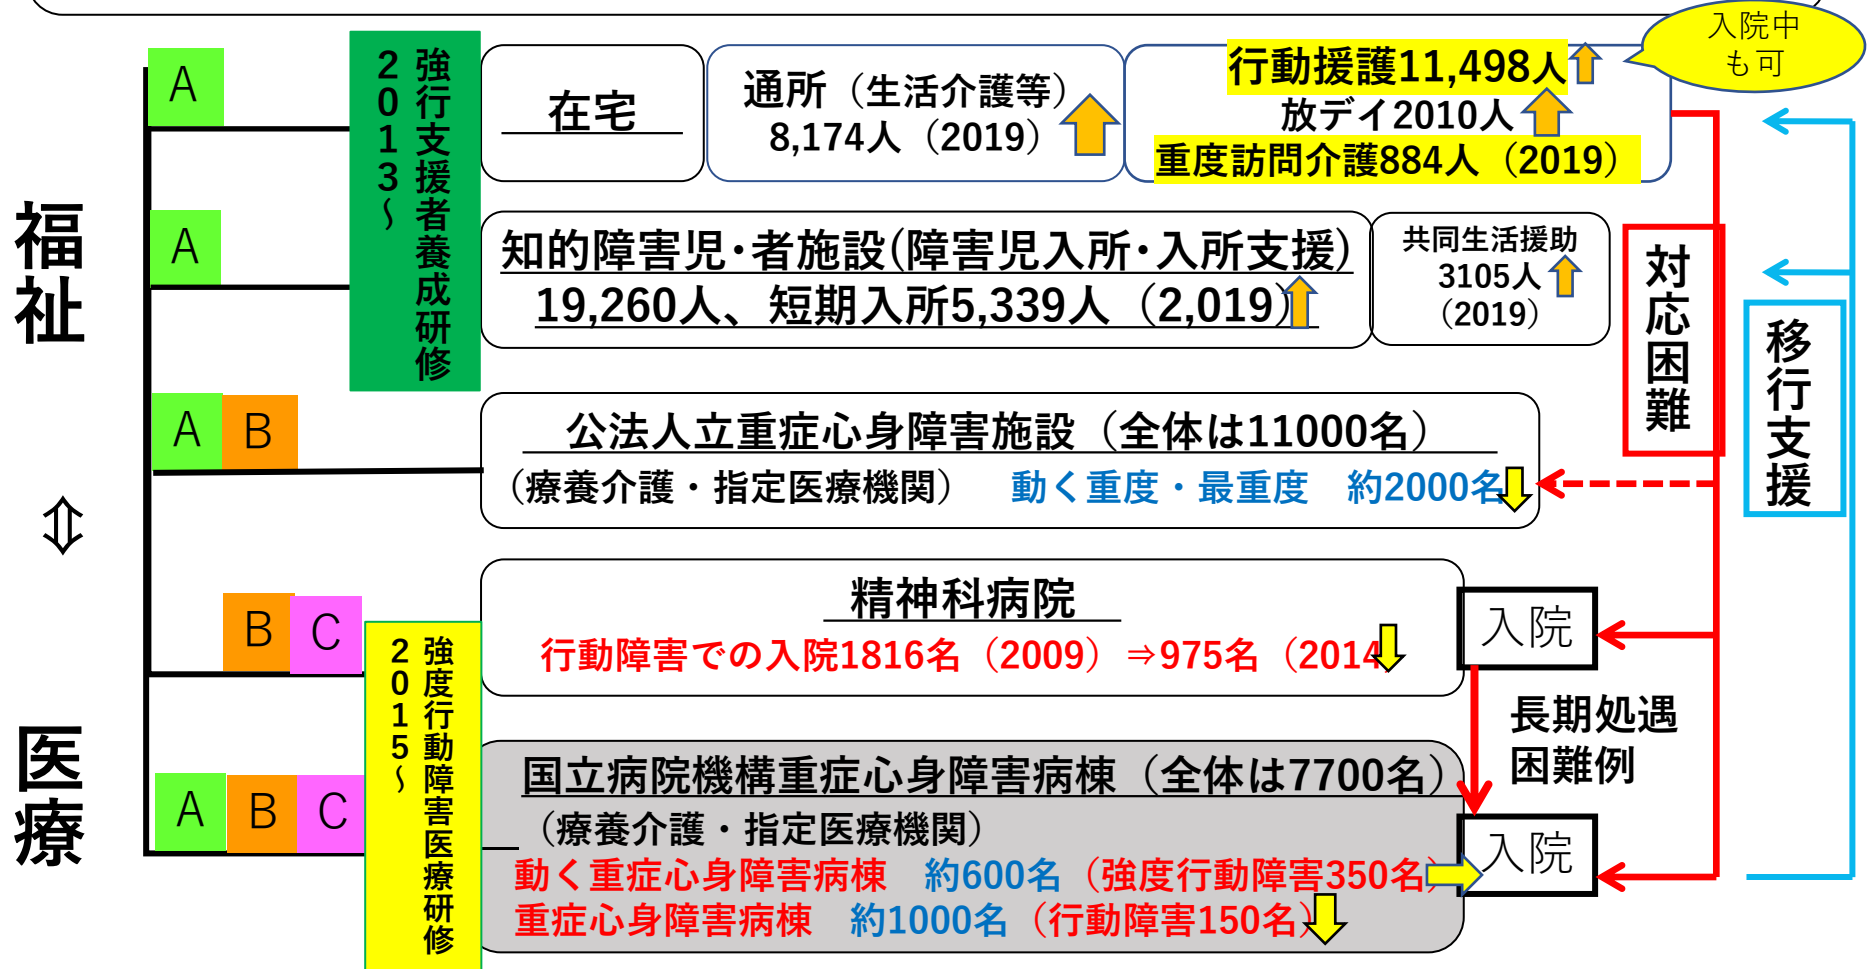 入院中
も可
A
強行支援者養成研修
2013～
在宅
通所（生活介護等）
8,174人（2019）
行動援護11,498人
放デイ2010人
重度訪問介護884人（2019）
福祉
⇕
医療
A
知的障害児・者施設(障害児入所・入所支援)
19,260人、短期入所5,339人（2,019)
共同生活援助
3105人
（2019）
対応困難
移行支援
A B
公法人立重症心身障害施設（全体は11000名）
（療養介護・指定医療機関） 動く重度・最重度 約2000名
B C
強度行動障害医療研修
2015～
精神科病院
行動障害での入院1816名（2009）⇒975名（2014
入院
長期処遇
困難例
A B C
国立病院機構重症心身障害病棟（全体は7700名）
（療養介護・指定医療機関）
動く重症心身障害病棟 約600名（強度行動障害350名）
重症心身障害病棟 約1000名（行動障害150名）
入院